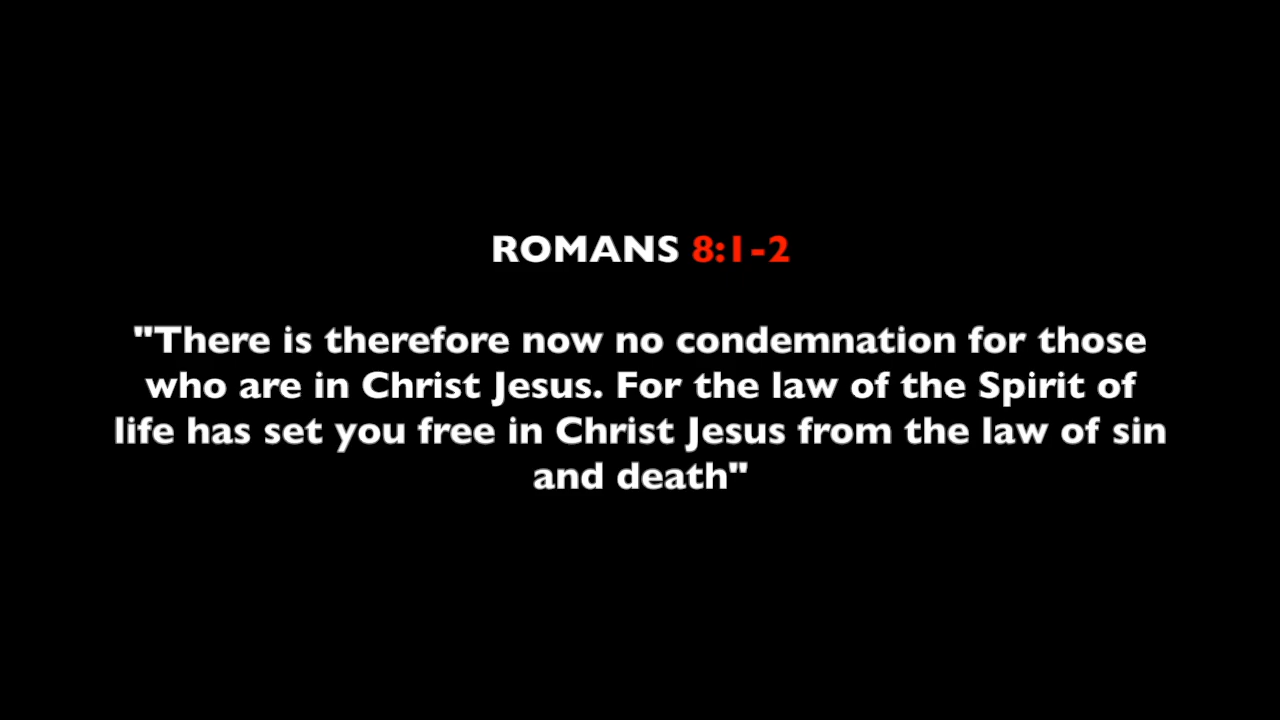 ROMANS 8:1-2
"There is therefore now no condemnation for those
who are in Christ Jesus. For the law of the Spirit of
life has set you free in Christ Jesus from the law of sin
and death"